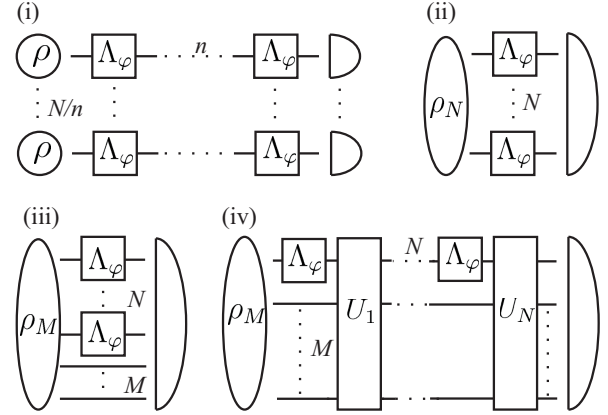 (i)
ρ Λφ n Λφ
N/n
ρ Λφ Λφ
(ii)
Λφ
ρN N
Λφ
(iii)
Λφ
N
ρM Λφ
M
(iv)
Λφ N Λφ
ρM U1 UN
M